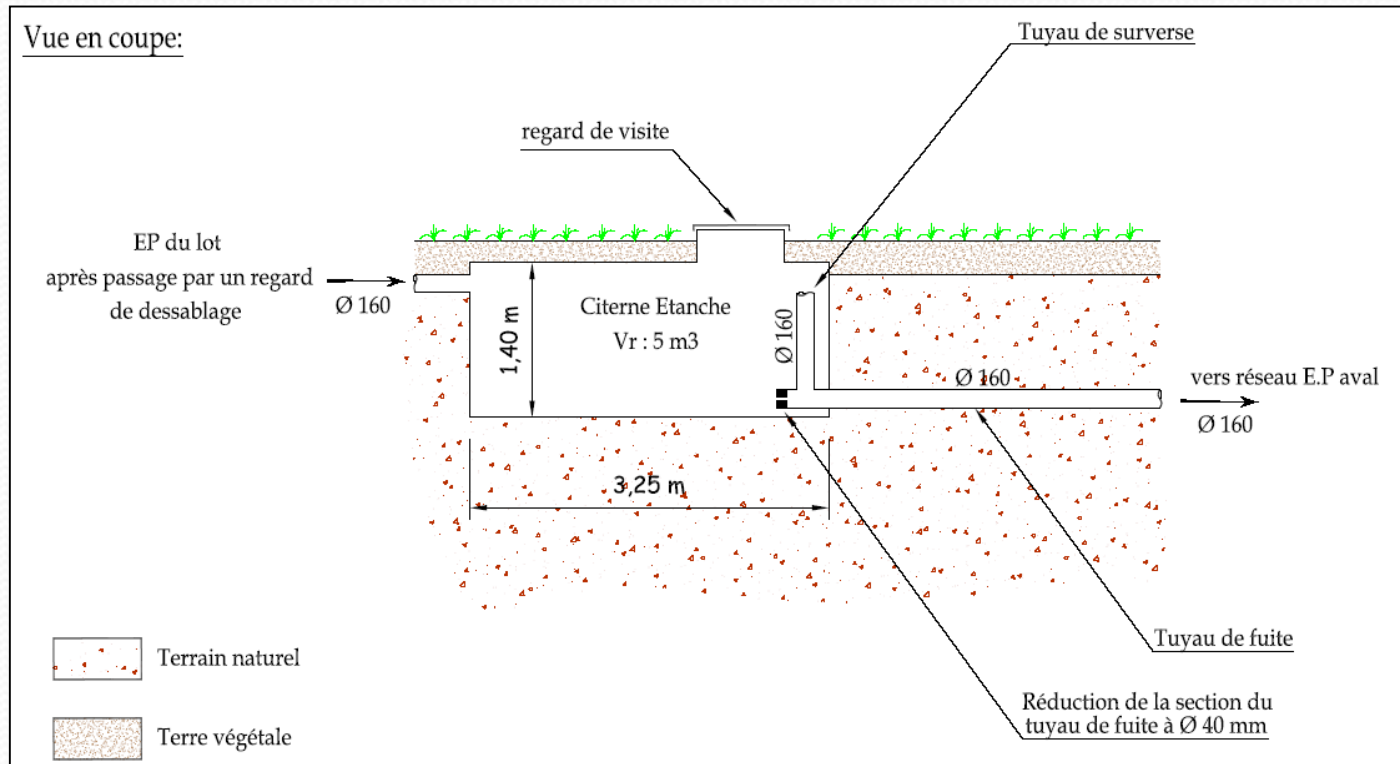 Vue en coupe:
Tuyau de surverse
regard de visite
EP du lot
après passage par un regard
de dessablage
Ø 160
Citerne Etanche
Vr : 5 m3
1,40 m
Ø 160
Ø 160
vers réseau E.P aval
Ø 160
3,25 m
Tuyau de fuite
Réduction de la section du
tuyau de fuite à Ø 40 mm
Terrain naturel
Terre végétale